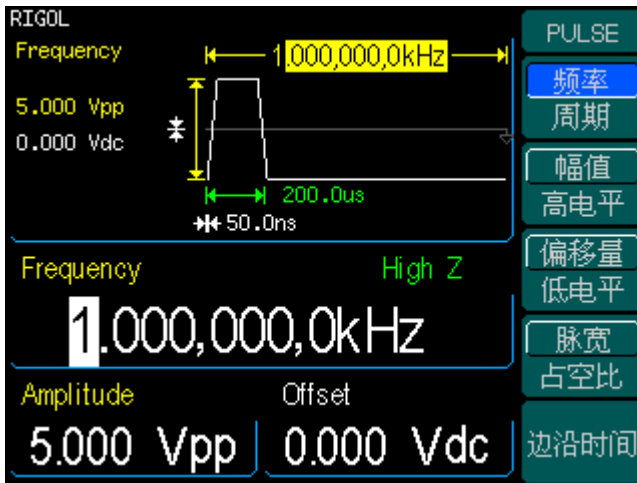 RIGOL
Frequency
1.000,000,0kHz
5.000 Vpp
0.000 Vdc
200.0us
50.0ns
Frequency
High Z
1.000,000,0kHz
Amplitude
Offset
5.000 Vpp
0.000 Vdc
PULSE
频率
周期
幅值
高电平
偏移量
低电平
脉宽
占空比
边沿时间